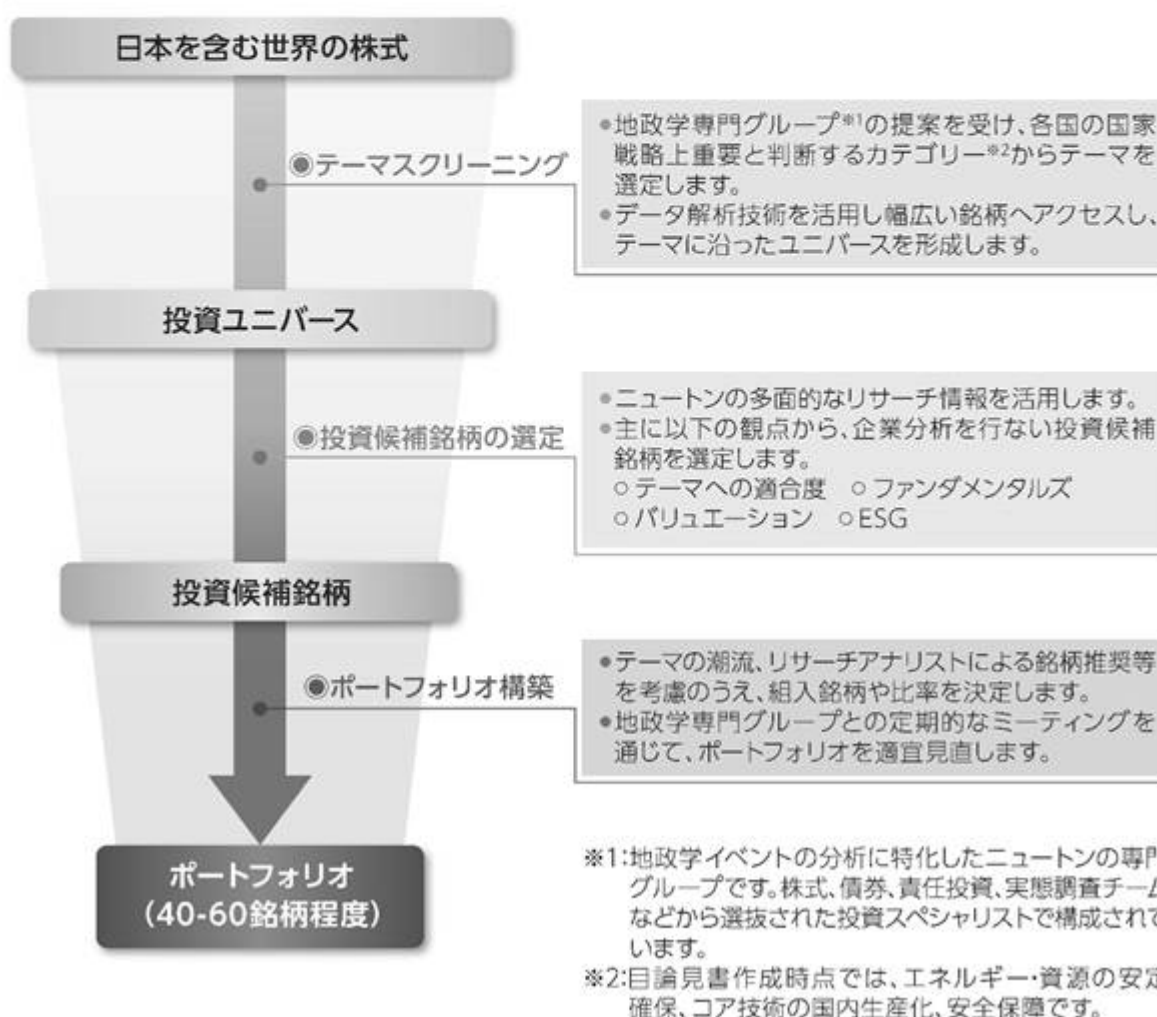 日本を含む世界の株式
◉テーマスクリーニング
●地政学専門グループ※1の提案を受け、各国の国家
戦略上重要と判断するカテゴリー※2からテーマを
選定します。
●データ解析技術を活用し幅広い銘柄へアクセスし、
テーマに沿ったユニバースを形成します。
投資ユニバース
◉投資候補銘柄の選定
●ニュートンの多面的なリサーチ情報を活用します。
●主に以下の観点から、企業分析を行ない投資候補
銘柄を選定します。
○テーマへの適合度 ○ファンダメンタルズ
○バリュエーション ○ESG
投資候補銘柄
◉ポートフォリオ構築
●テーマの潮流、リサーチアナリストによる銘柄推奨等
を考慮のうえ、組入銘柄や比率を決定します。
●地政学専門グループとの定期的なミーティングを
通じて、ポートフォリオを適宜見直します。
ポートフォリオ
（40-60銘柄程度）
※1:地政学イベントの分析に特化したニュートンの専門
グループです。株式、債券、責任投資、実態調査チーム
などから選抜された投資スペシャリストで構成されて
います。
※2:目論見書作成時点では、エネルギー・資源の安定
確保、コア技術の国内生産化、安全保障です。